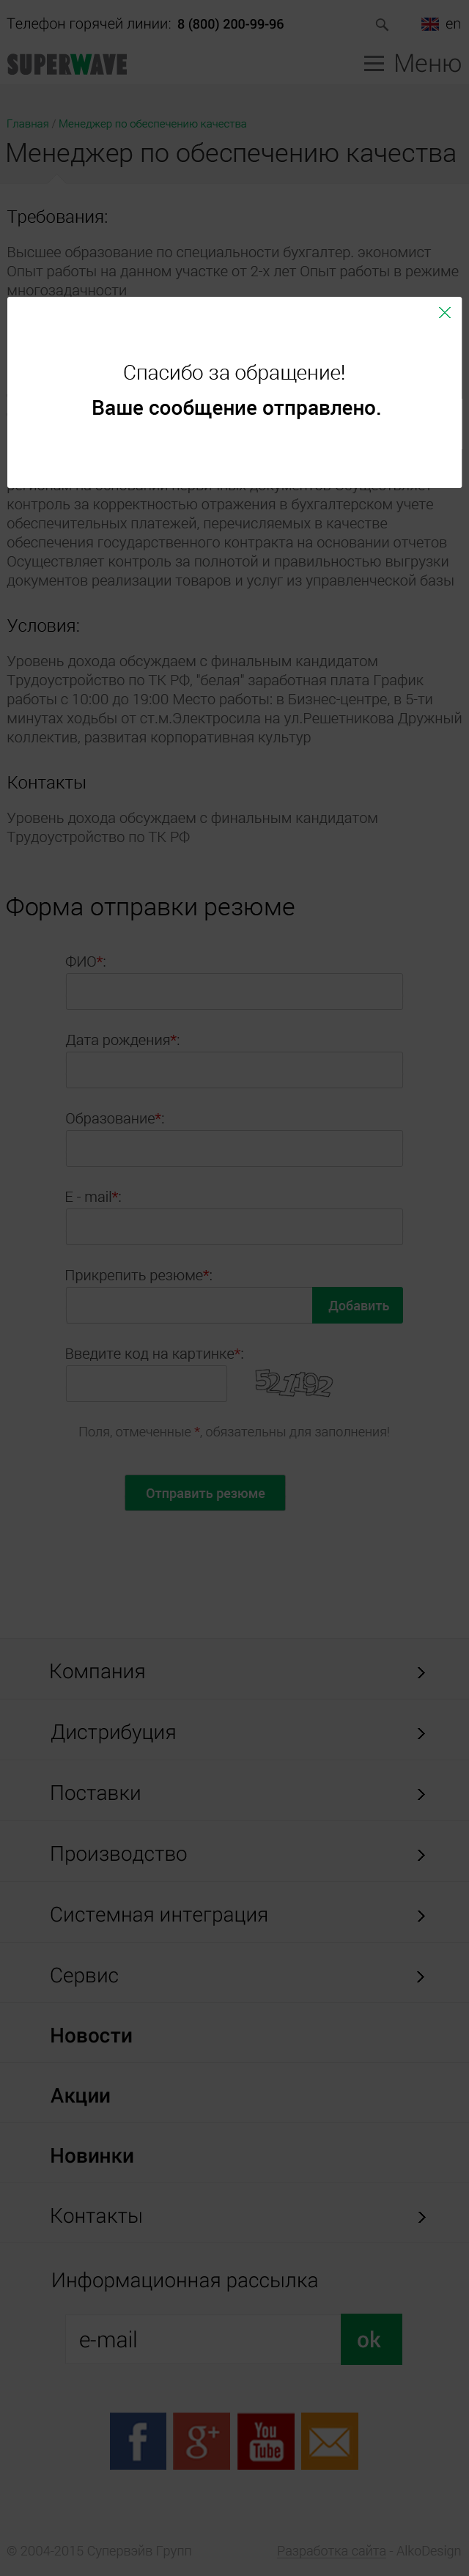 Телефон горячей линии: 8 (800) 200-99-96
en
SUPERWAVE
Меню
Главная / Менеджер по обеспечению качества
Менеджер по обеспечению качества
Требования:
Высшее образование по специальности бухгалтер. экономист
Опыт работы на данном участке от 2-х лет Опыт работы в режиме
многозадачности
Спасибо за обращение!
Ваше сообщение отправлено.
контроль за корректностью отражения в бухгалтерском учете
обеспечительных платежей, перечисляемых в качестве
обеспечения государственного контракта на основании отчетов
Осуществляет контроль за полнотой и правильностью выгрузки
документов реализации товаров и услуг из управленческой базы
Условия:
Уровень дохода обсуждаем с финальным кандидатом
Трудоустройство по ТК РФ, "белая" заработная плата График
работы с 10:00 до 19:00 Место работы: в Бизнес-центре, в 5-ти
минутах ходьбы от ст.м.Электросила на ул.Решетникова Дружный
коллектив, развитая корпоративная культур
Контакты
Уровень дохода обсуждаем с финальным кандидатом
Трудоустройство по ТК РФ
Форма отправки резюме
ФИО*:
Дата рождения*:
Образование*:
E - mail*:
Прикрепить резюме*:
Добавить
Введите код на картинке*:
521192
Поля, отмеченные *, обязательны для заполнения!
Отправить резюме
Компания
Дистрибуция
Поставки
Производство
Системная интеграция
Сервис
Новости
Акции
Новинки
Контакты
Информационная рассылка
e-mail
ok
f
g+
You
Tube
© 2004-2015 Супервэйв Групп
Разработка сайта - AlkoDesign